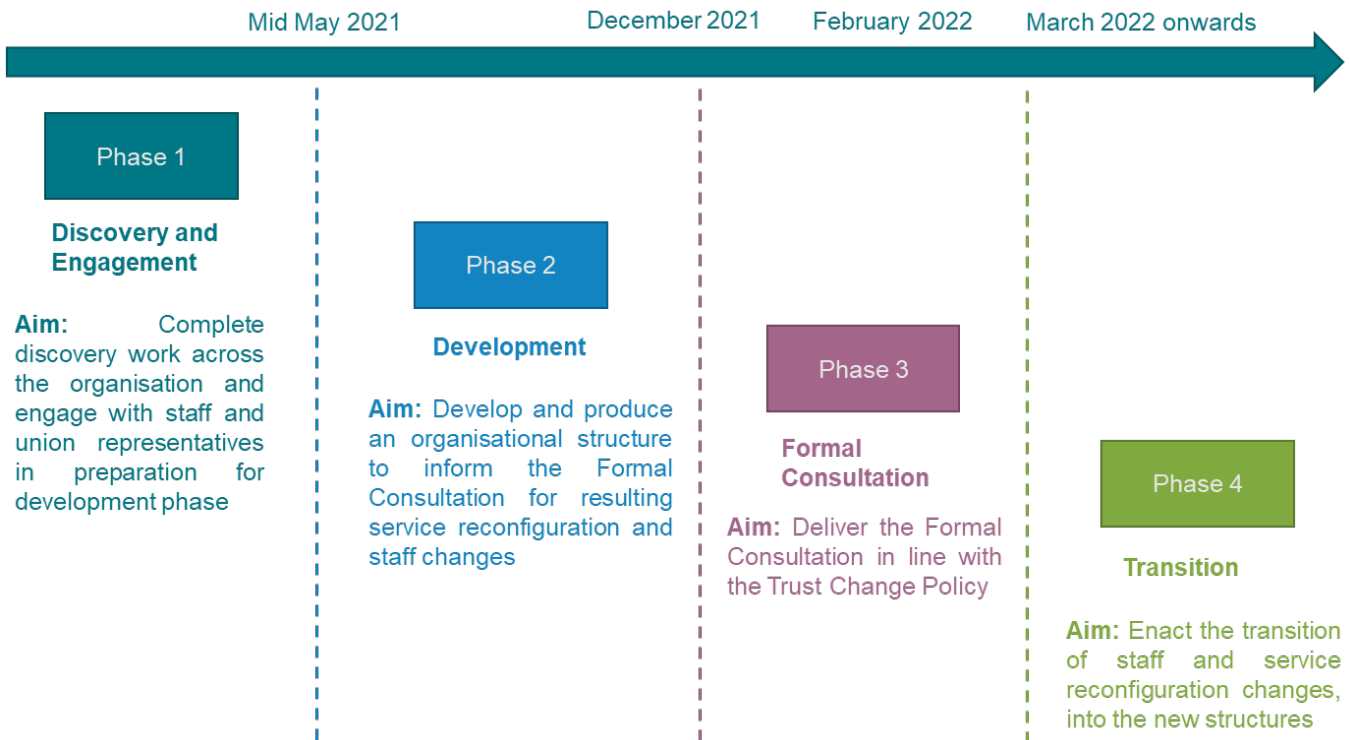 Mid May 2021
December 2021
February 2022
March 2022 onwards
Phase 1
Discovery and
Engagement
Aim: Complete
discovery work across
the organisation and
engage with staff and
union representatives
in preparation for
development phase
Phase 2
Development
Aim: Develop and produce
an organisational structure
to inform the Formal
Consultation for resulting
service reconfiguration and
staff changes
Phase 3
Formal
Consultation
Aim: Deliver the Formal
Consultation in line with
the Trust Change Policy
Phase 4
Transition
Aim: Enact the transition
of staff and service
reconfiguration changes,
into the new structures